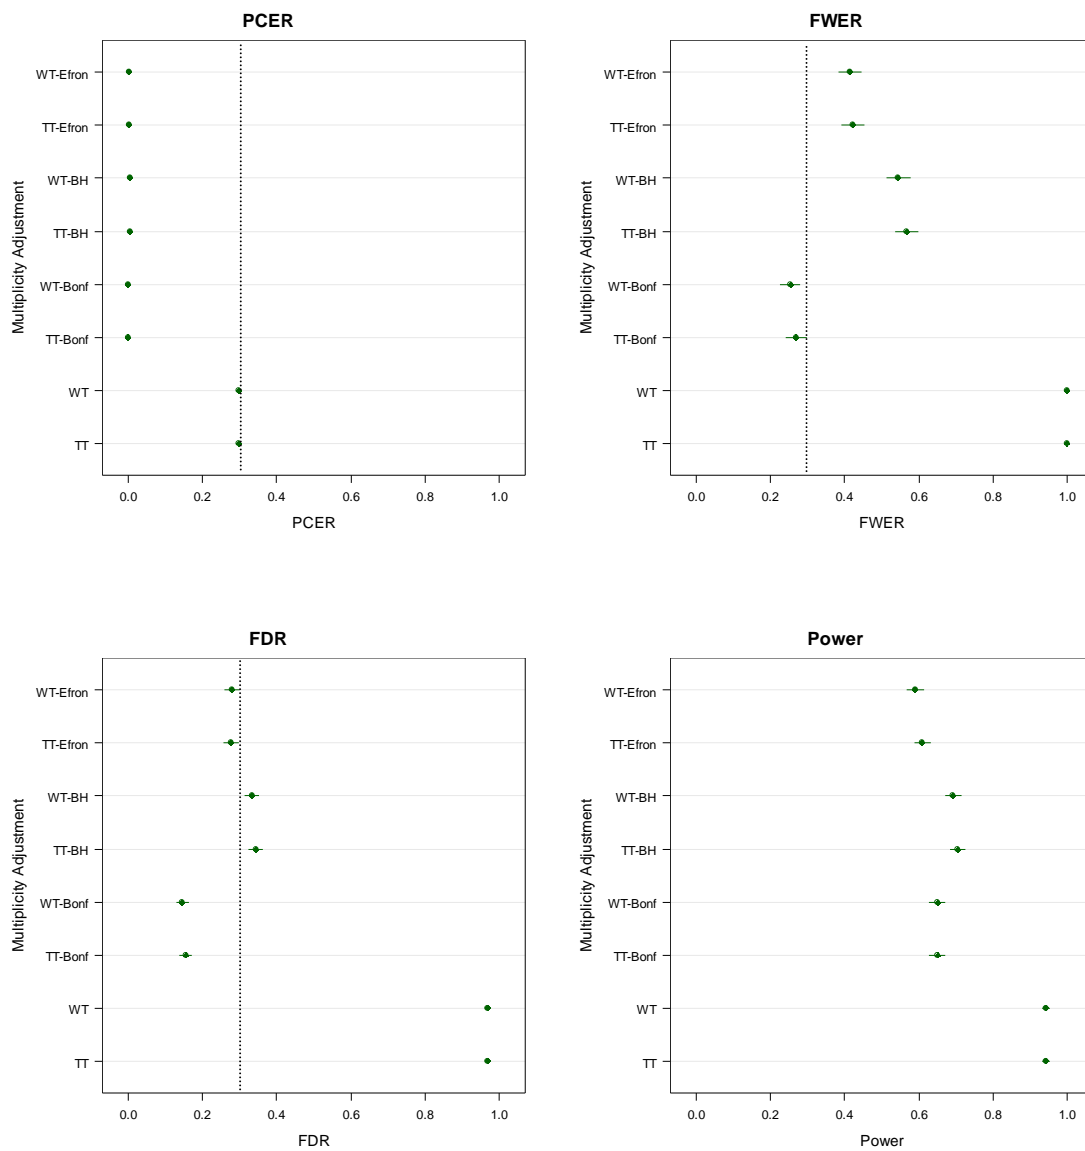 PCER
Multiplicity Adjustment
WT-Efron
TT-Efron
WT-BH
TT-BH
WT-Bonf
TT-Bonf
WT
TT
0.0 0.2 0.4 0.6 0.8 1.0
PCER
FWER
Multiplicity Adjustment
WT-Efron
TT-Efron
WT-BH
TT-BH
WT-Bonf
TT-Bonf
WT
TT
0.0 0.2 0.4 0.6 0.8 1.0
FWER
FDR
Multiplicity Adjustment
WT-Efron
TT-Efron
WT-BH
TT-BH
WT-Bonf
TT-Bonf
WT
TT
0.0 0.2 0.4 0.6 0.8 1.0
FDR
Power
Multiplicity Adjustment
WT-Efron
TT-Efron
WT-BH
TT-BH
WT-Bonf
TT-Bonf
WT
TT
0.0 0.2 0.4 0.6 0.8 1.0
Power